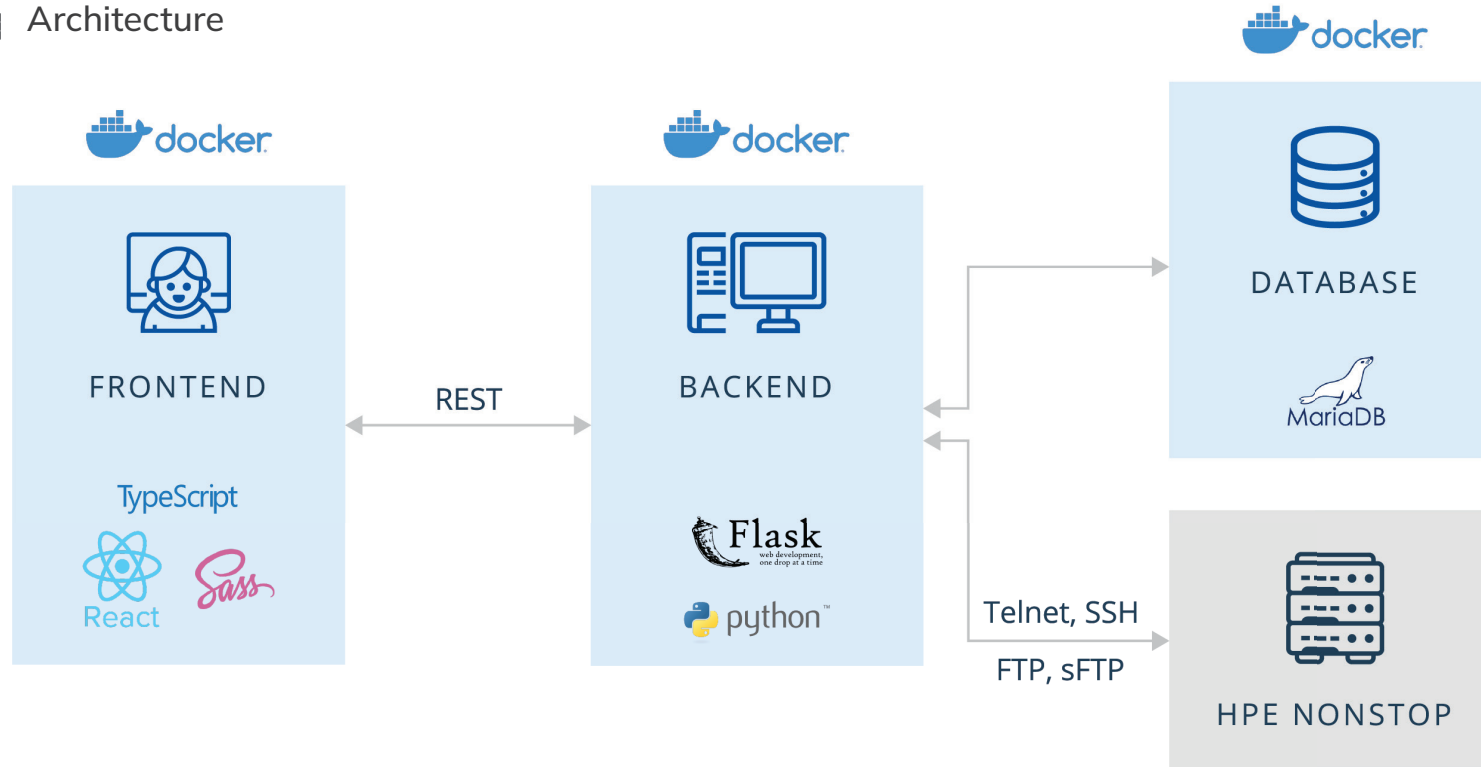 Architecture
docker
docker
docker
FRONTEND
TypeScript
React
Sass
REST
BACKEND
Flask
web development,
one drop at a time
python™
DATABASE
MariaDB
Telnet, SSH
FTP, sFTP
HPE NONSTOP